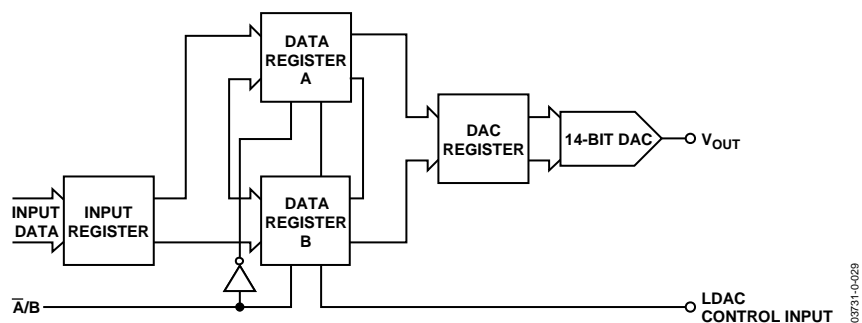 DATA
REGISTER
A
DAC
REGISTER
14-BIT DAC
VOUT
INPUT
DATA
INPUT
REGISTER
DATA
REGISTER
B
A̅/B
LDAC
CONTROL INPUT
03731-0-029